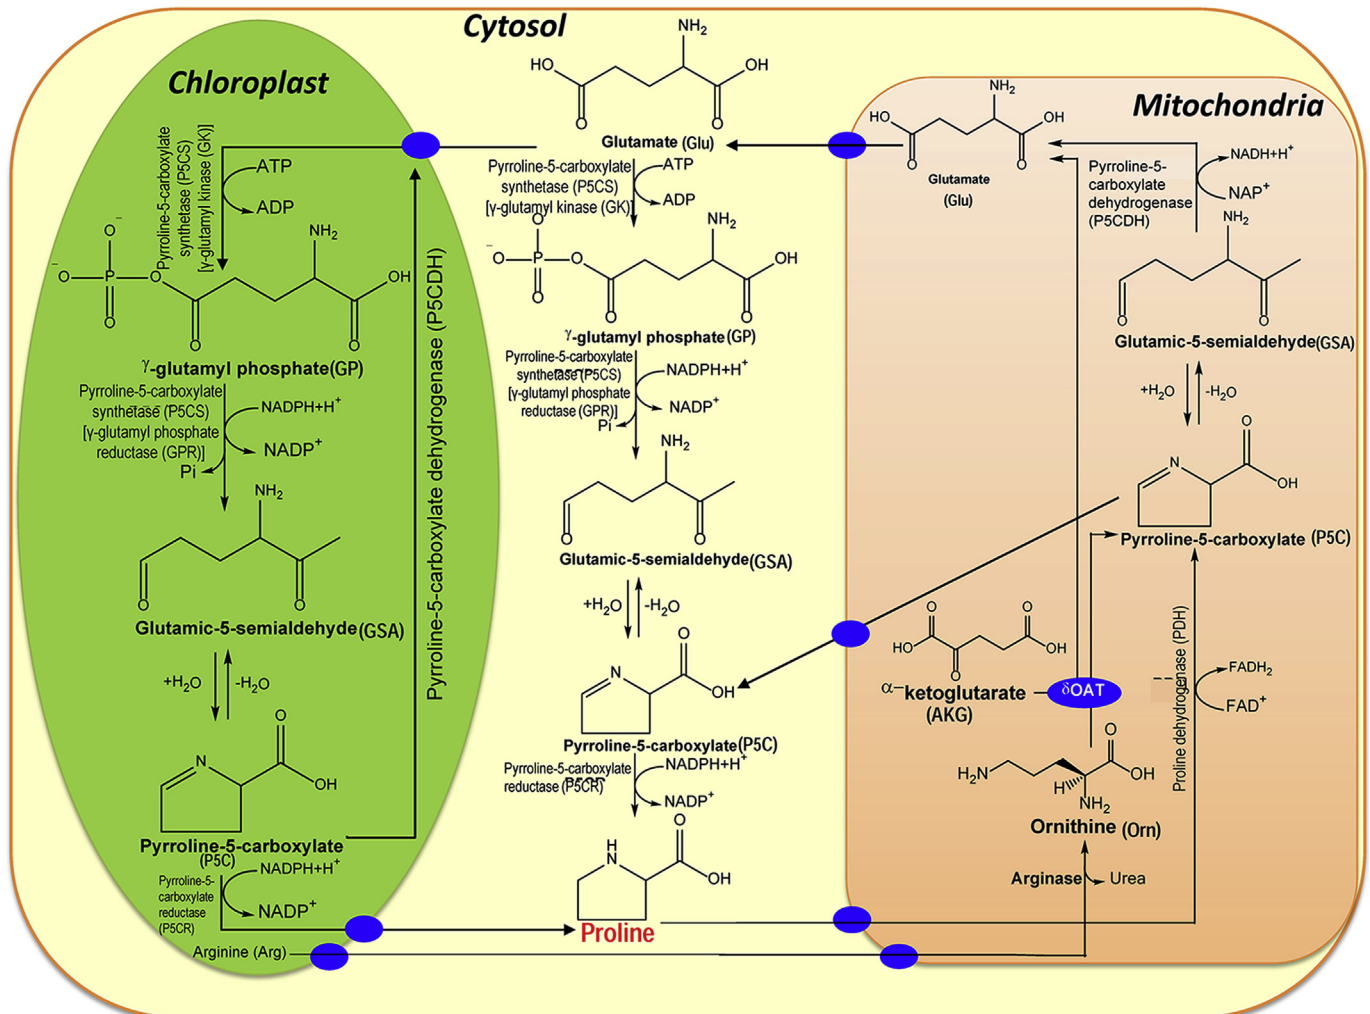 Cytosol
Chloroplast
Mitochondria
Pyrroline-5-carboxylate
synthetase (P5CS)
[γ-glutamyl kinase (GK)]
ATP
ADP
O⁻
⁻O
P
O
O
NH₂
OH
O
O
γ-glutamyl phosphate(GP)
Pyrroline-5-carboxylate
synthetase (P5CS)
[γ-glutamyl phosphate
reductase (GPR)]
NADPH+H⁺
NADP⁺
Pi
NH₂
O
O
Glutamic-5-semialdehyde(GSA)
+H₂O
-H₂O
N
O
OH
Pyrroline-5-carboxylate
(P5C)
Pyrroline-5-
carboxylate
reductase
(P5CR)
NADPH+H⁺
NADP⁺
Arginine (Arg)
Pyrroline-5-carboxylate dehydrogenase (P5CDH)
NH₂
HO
OH
O
O
Glutamate (Glu)
Pyrroline-5-carboxylate
synthetase (P5CS)
[γ-glutamyl kinase (GK)]
ATP
ADP
O⁻
⁻O
P
O
O
NH₂
OH
O
O
γ-glutamyl phosphate(GP)
Pyrroline-5-carboxylate
synthetase (P5CS)
[γ-glutamyl phosphate
reductase (GPR)]
NADPH+H⁺
NADP⁺
Pi
NH₂
O
O
Glutamic-5-semialdehyde(GSA)
+H₂O
-H₂O
N
O
OH
Pyrroline-5-carboxylate(P5C)
Pyrroline-5-carboxylate
reductase (P5CR)
NADPH+H⁺
NADP⁺
H
N
O
OH
Proline
NH₂
HO
OH
O
O
Glutamate
(Glu)
Pyrroline-5-
carboxylate
dehydrogenase
(P5CDH)
NADH+H⁺
NAP⁺
NH₂
O
O
Glutamic-5-semialdehyde(GSA)
+H₂O
-H₂O
N
O
OH
Pyrroline-5-carboxylate (P5C)
O
O
HO
OH
O
α-ketoglutarate
(AKG)
δOAT
Proline dehydrogenase (PDH)
FADH₂
FAD⁺
O
H₂N
OH
H
NH₂
Ornithine (Orn)
Arginase
Urea